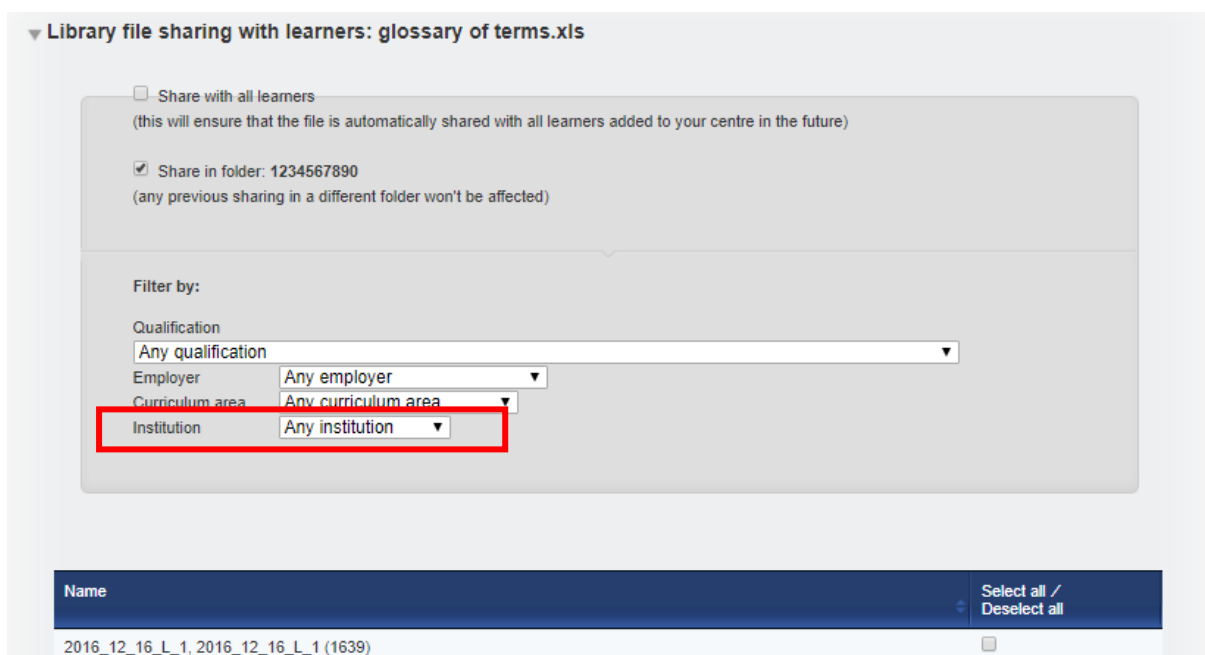 Library file sharing with learners: glossary of terms.xls
Share with all learners
(this will ensure that the file is automatically shared with all learners added to your centre in the future)
Share in folder: 1234567890
(any previous sharing in a different folder won't be affected)
Filter by:
Qualification
Any qualification
Employer Any employer
Curriculum area Any curriculum area
Institution Any institution
Name Select all /
Deselect all
2016_12_16_L_1, 2016_12_16_L_1 (1639)